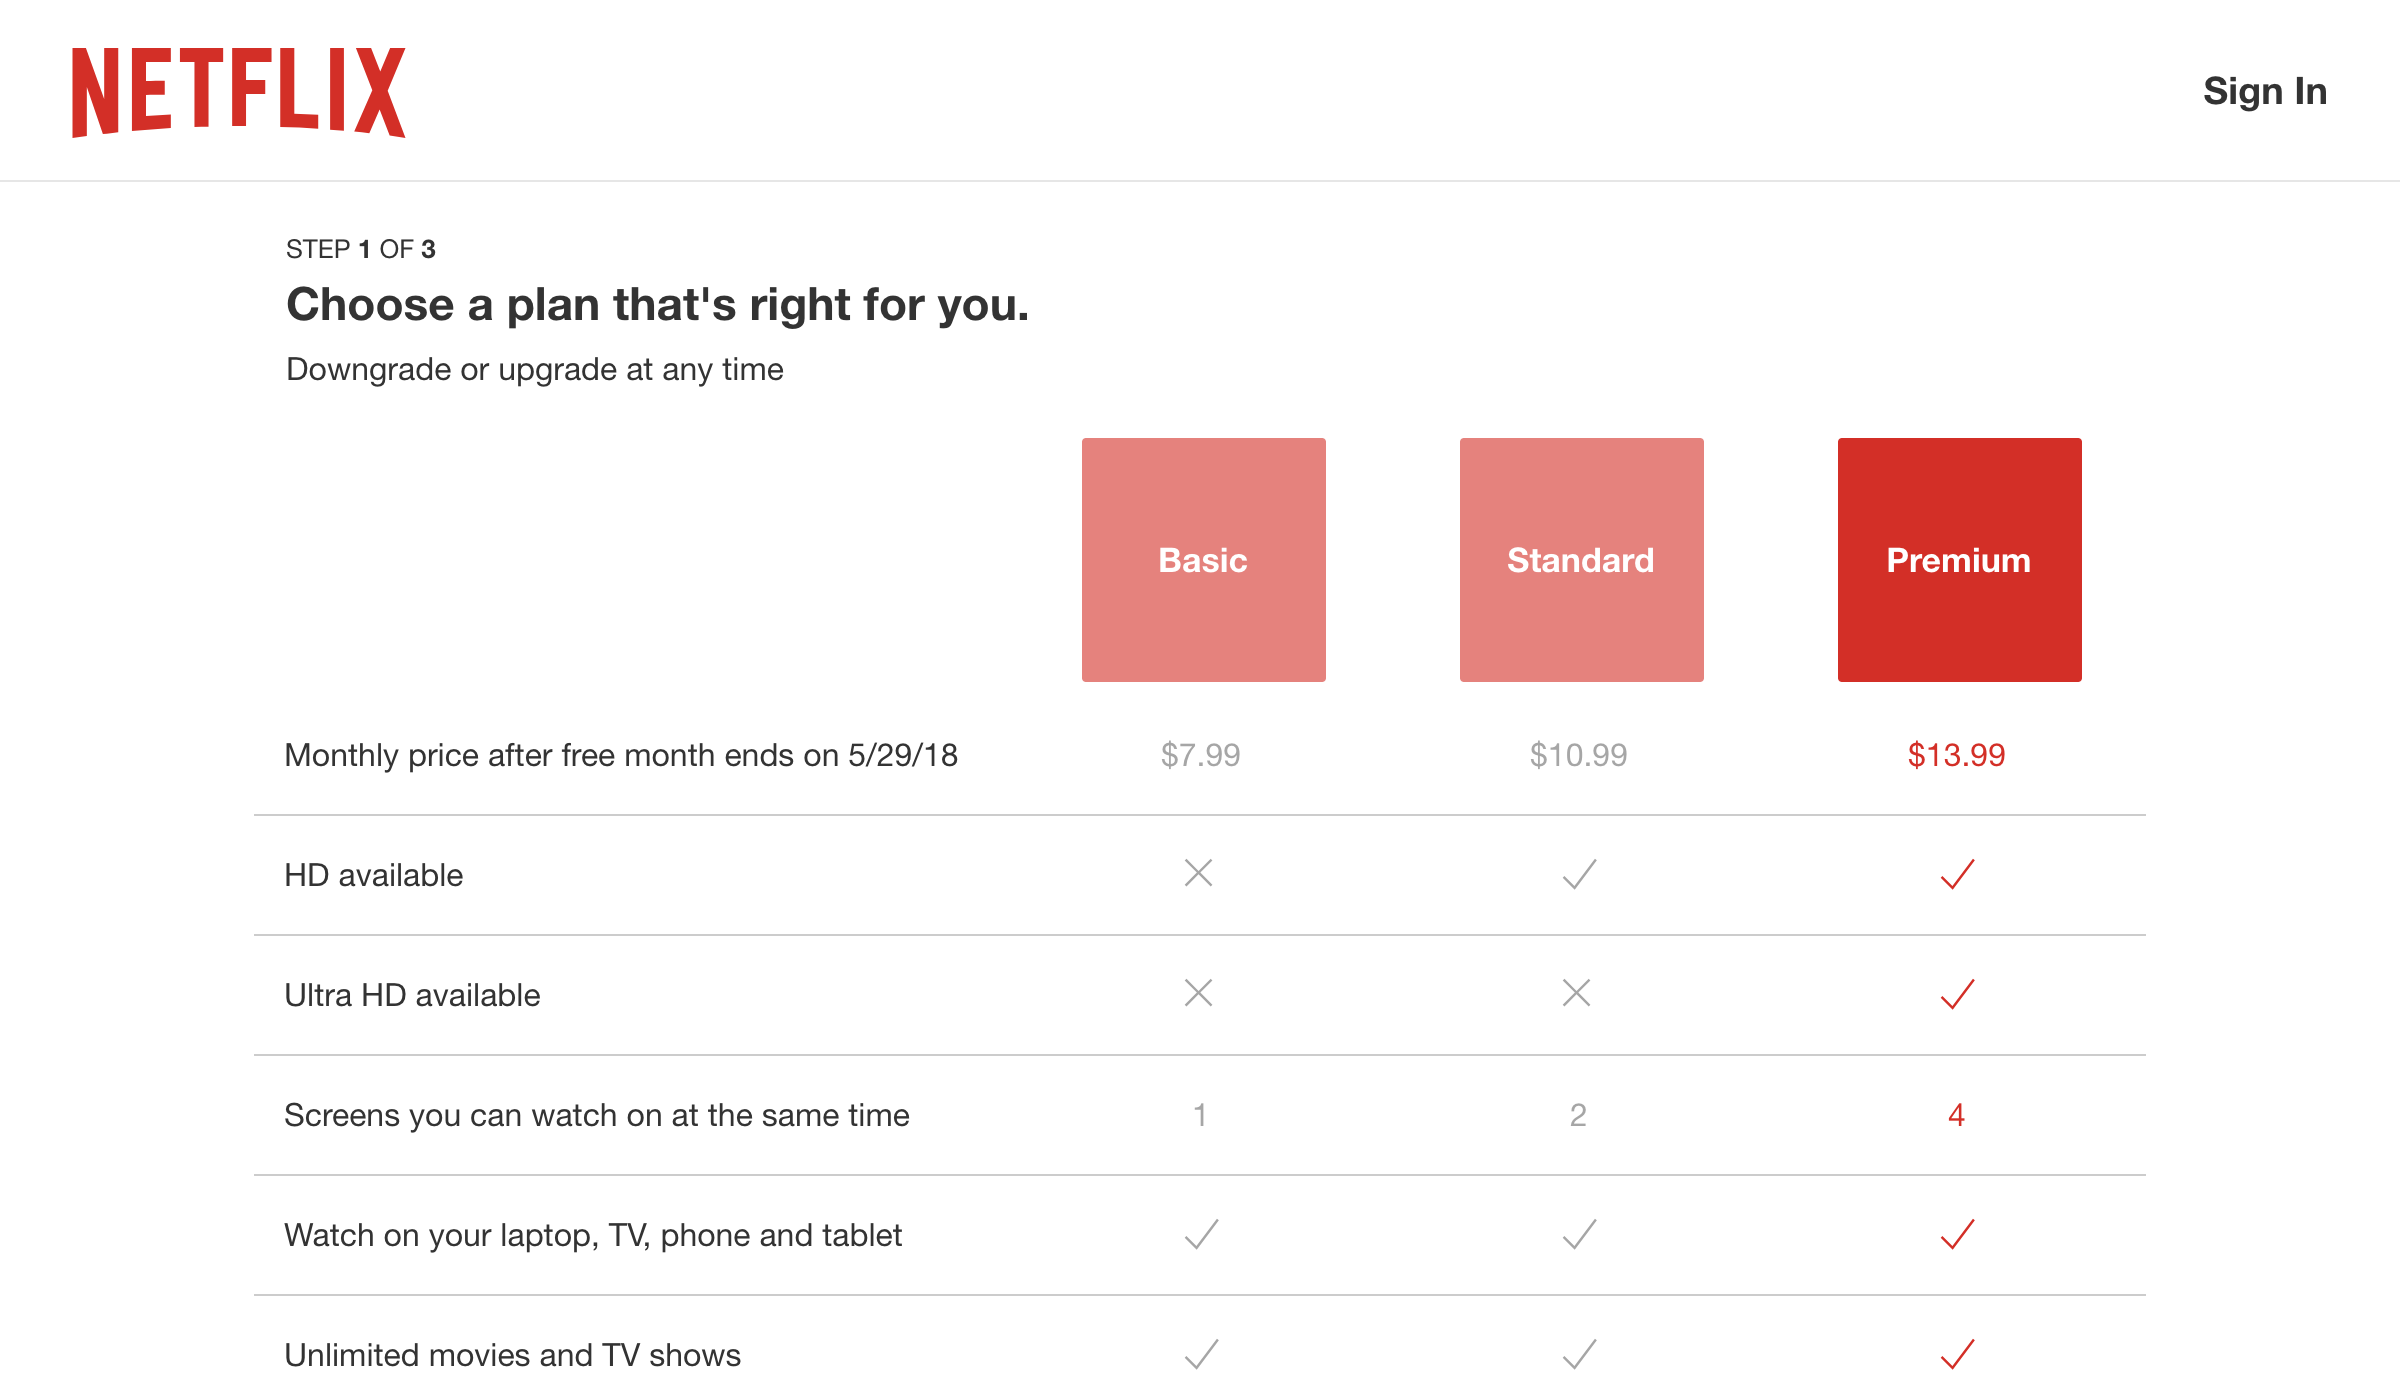 NETFLIX
Sign In
STEP 1 OF 3
Choose a plan that's right for you.
Downgrade or upgrade at any time
Basic Standard Premium
Monthly price after free month ends on 5/29/18 $7.99 $10.99 $13.99
HD available
Ultra HD available
Screens you can watch on at the same time 1 2 4
Watch on your laptop, TV, phone and tablet
Unlimited movies and TV shows